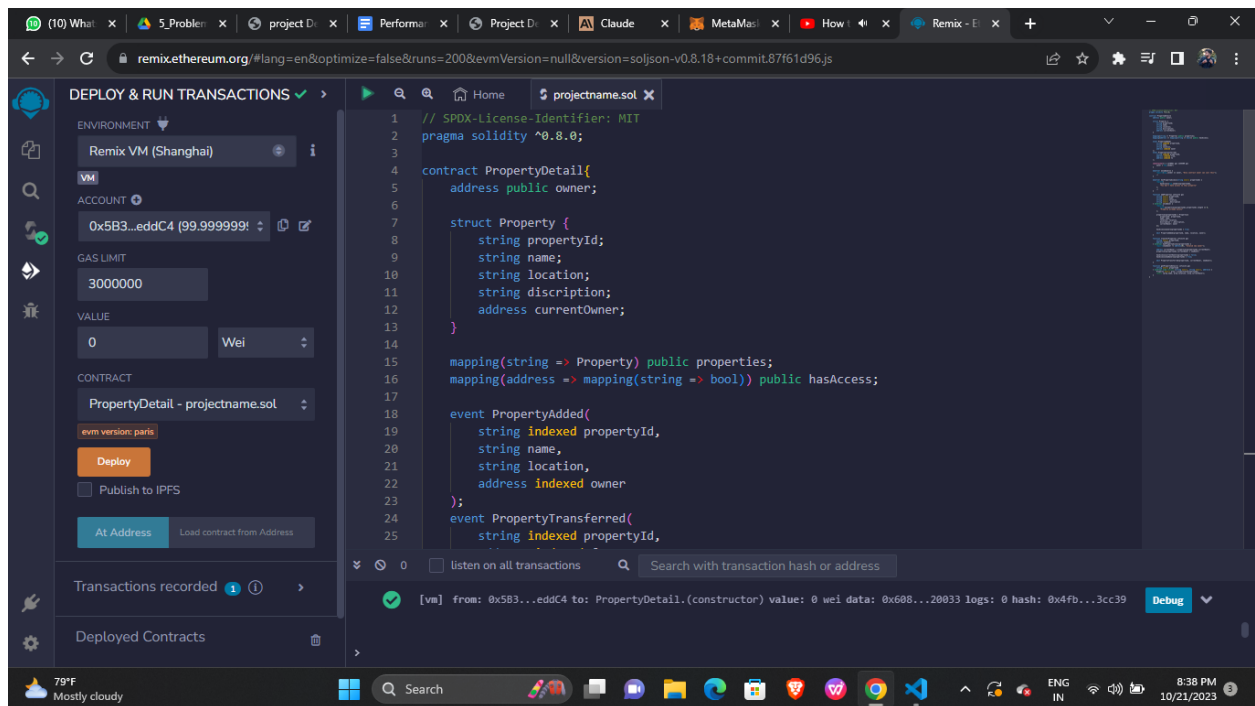 (10) What
5_Problem
project De
Performa
Project De
Claude
MetaMas
How t
Remix - E
remix.ethereum.org/#lang=en&optimize=false&runs=200&evmVersion=null&version=soljson-v0.8.18+commit.87f61d96.js
DEPLOY & RUN TRANSACTIONS
ENVIRONMENT
Remix VM (Shanghai)
VM
ACCOUNT
0x5B3...eddC4 (99.9999999
GAS LIMIT
3000000
VALUE
0 Wei
CONTRACT
PropertyDetail - projectname.sol
evm version: paris
Deploy
Publish to IPFS
At Address Load contract from Address
Transactions recorded 1 i
Deployed Contracts
Home projectname.sol
1 // SPDX-License-Identifier: MIT
2 pragma solidity ^0.8.0;
3
4 contract PropertyDetail{
5 address public owner;
6
7 struct Property {
8 string propertyId;
9 string name;
10 string location;
11 string discription;
12 address currentOwner;
13 }
14
15 mapping(string => Property) public properties;
16 mapping(address => mapping(string => bool)) public hasAccess;
17
18 event PropertyAdded(
19 string indexed propertyId,
20 string name,
21 string location,
22 address indexed owner
23 );
24 event PropertyTransferred(
25 string indexed propertyId,
0 listen on all transactions Search with transaction hash or address
[vm] from: 0x5B3...eddC4 to: PropertyDetail.(constructor) value: 0 wei data: 0x608...20033 logs: 0 hash: 0x4fb...3cc39 Debug
>
79°F
Mostly cloudy
Search
ENG
IN
8:38 PM
10/21/2023
3